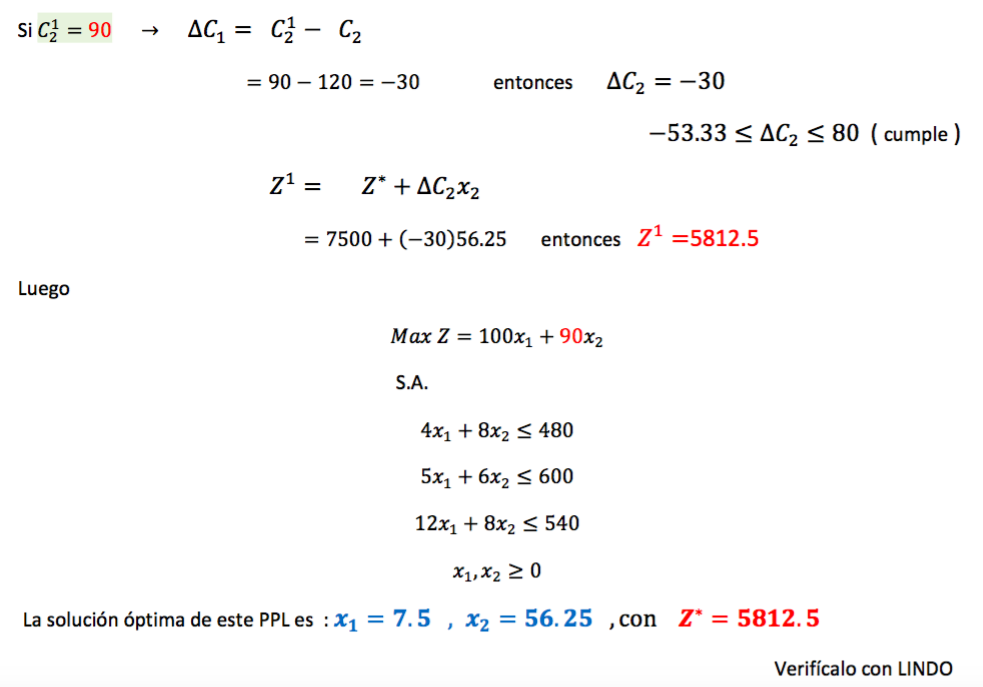 Si C₂¹ = 90 → ΔC₁ = C₂¹ − C₂
= 90 − 120 = −30 entonces ΔC₂ = −30
−53.33 ≤ ΔC₂ ≤ 80 ( cumple )
Z¹ = Z* + ΔC₂x₂
= 7500 + (−30)56.25 entonces Z¹ =5812.5
Luego
Max Z = 100x₁ + 90x₂
S.A.
4x₁ + 8x₂ ≤ 480
5x₁ + 6x₂ ≤ 600
12x₁ + 8x₂ ≤ 540
x₁, x₂ ≥ 0
La solución óptima de este PPL es : x₁ = 7.5 , x₂ = 56.25 , con Z* = 5812.5
Verifícalo con LINDO